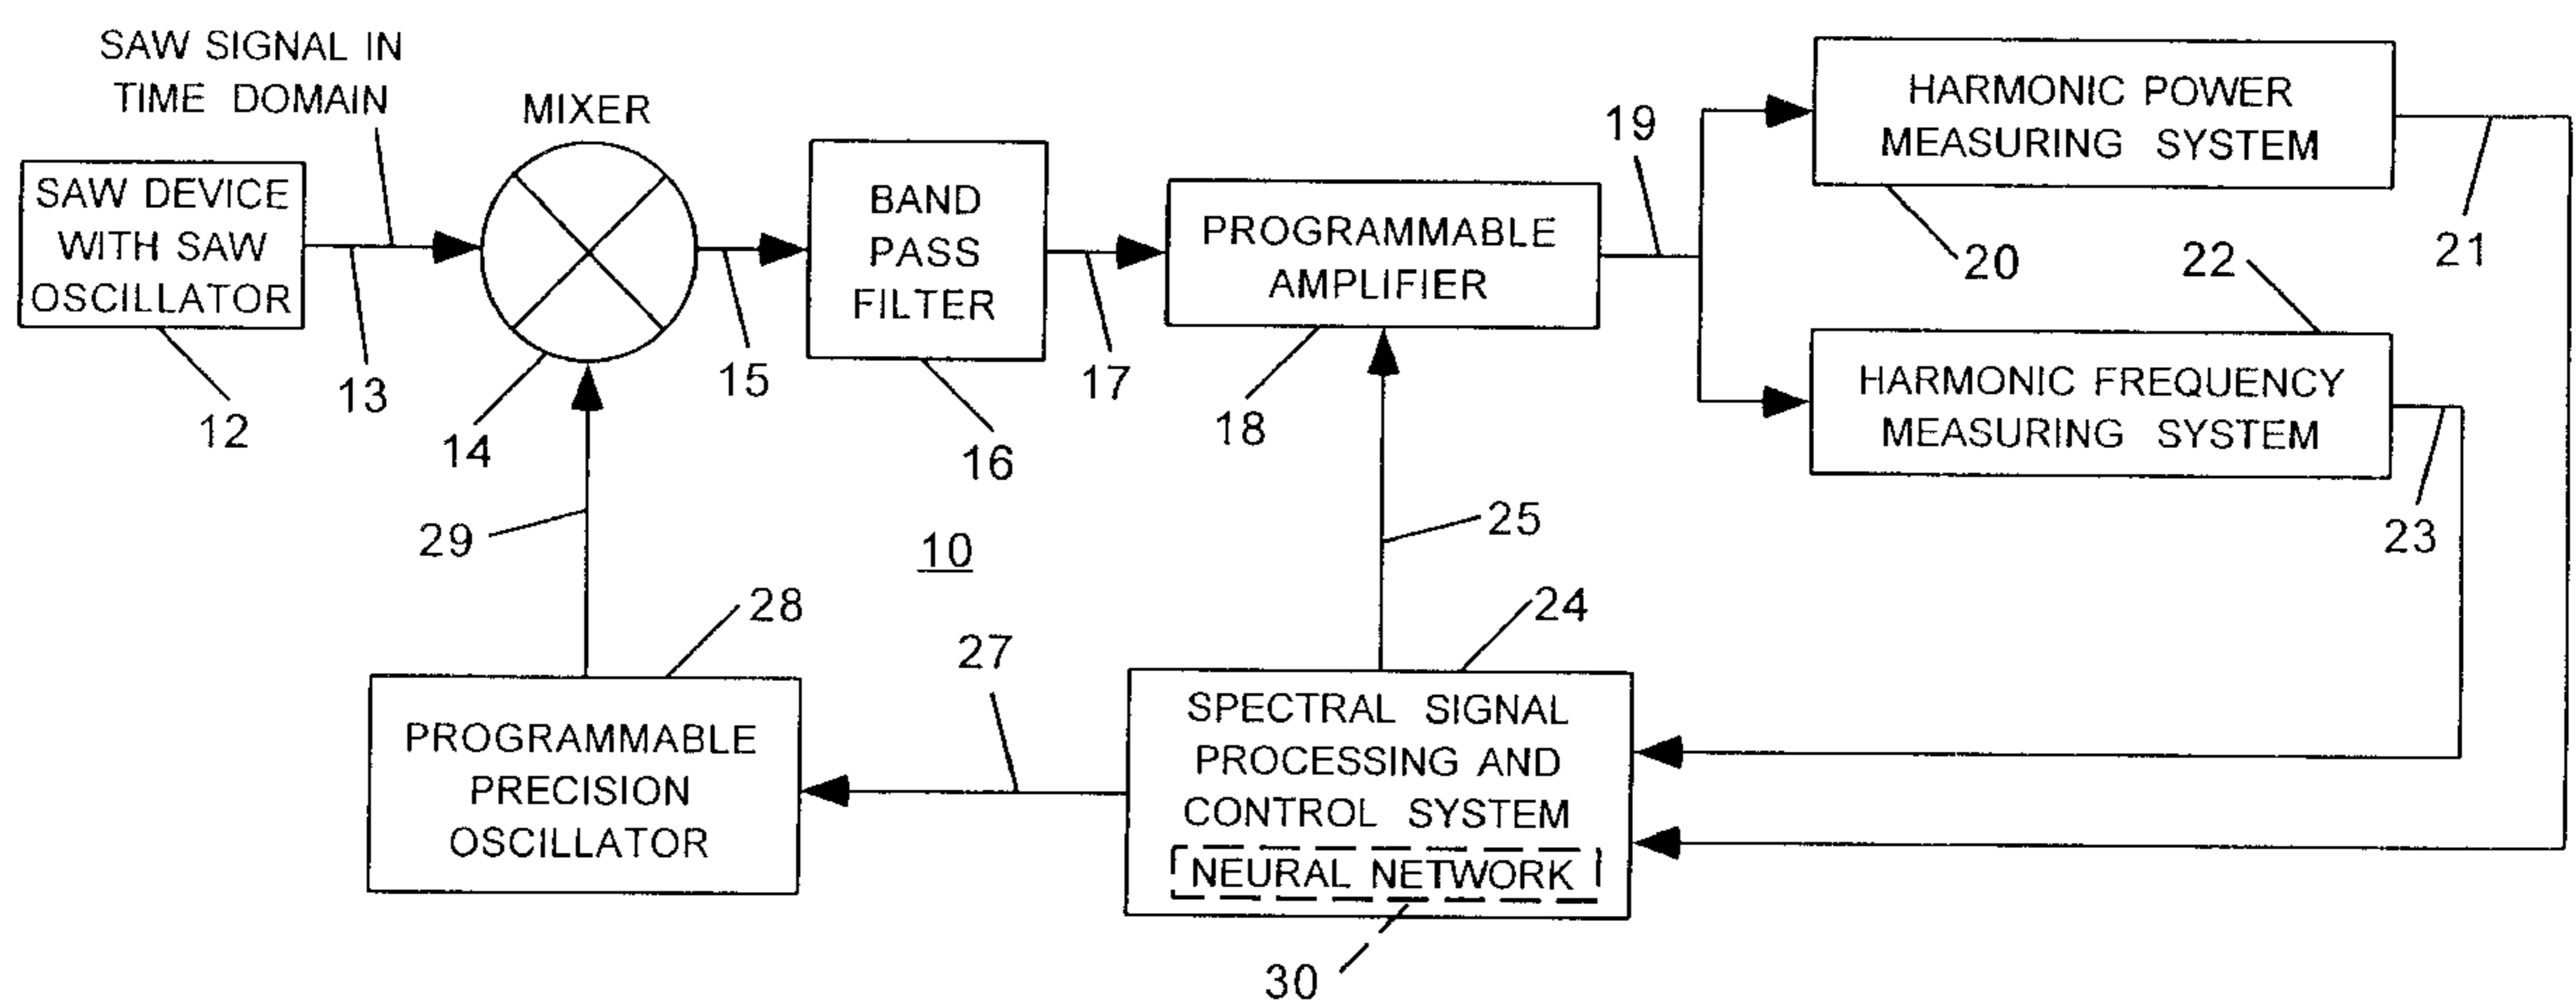 SAW SIGNAL IN
TIME DOMAIN
MIXER
SAW DEVICE
WITH SAW
OSCILLATOR
BAND
PASS
FILTER
PROGRAMMABLE
AMPLIFIER
HARMONIC POWER
MEASURING SYSTEM
HARMONIC FREQUENCY
MEASURING SYSTEM
12
13
14
15
16
17
18
19
20
21
22
23
29
10
25
28
27
24
PROGRAMMABLE
PRECISION
OSCILLATOR
SPECTRAL SIGNAL
PROCESSING AND
CONTROL SYSTEM
NEURAL NETWORK
30